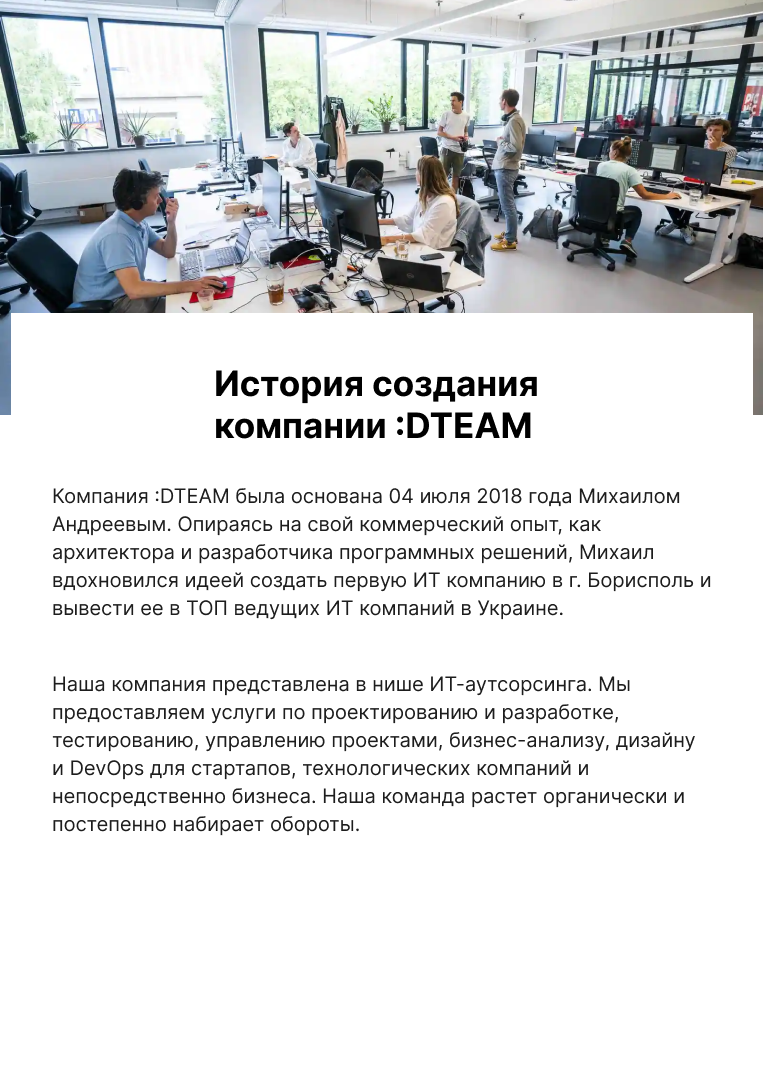 История создания
компании :DTEAM
Компания :DTEAM была основана 04 июля 2018 года Михаилом
Андреевым. Опираясь на свой коммерческий опыт, как
архитектора и разработчика программных решений, Михаил
вдохновился идеей создать первую ИТ компанию в г. Борисполь и
вывести ее в ТОП ведущих ИТ компаний в Украине.
Наша компания представлена в нише ИТ-аутсорсинга. Мы
предоставляем услуги по проектированию и разработке,
тестированию, управлению проектами, бизнес-анализу, дизайну
и DevOps для стартапов, технологических компаний и
непосредственно бизнеса. Наша команда растет органически и
постепенно набирает обороты.